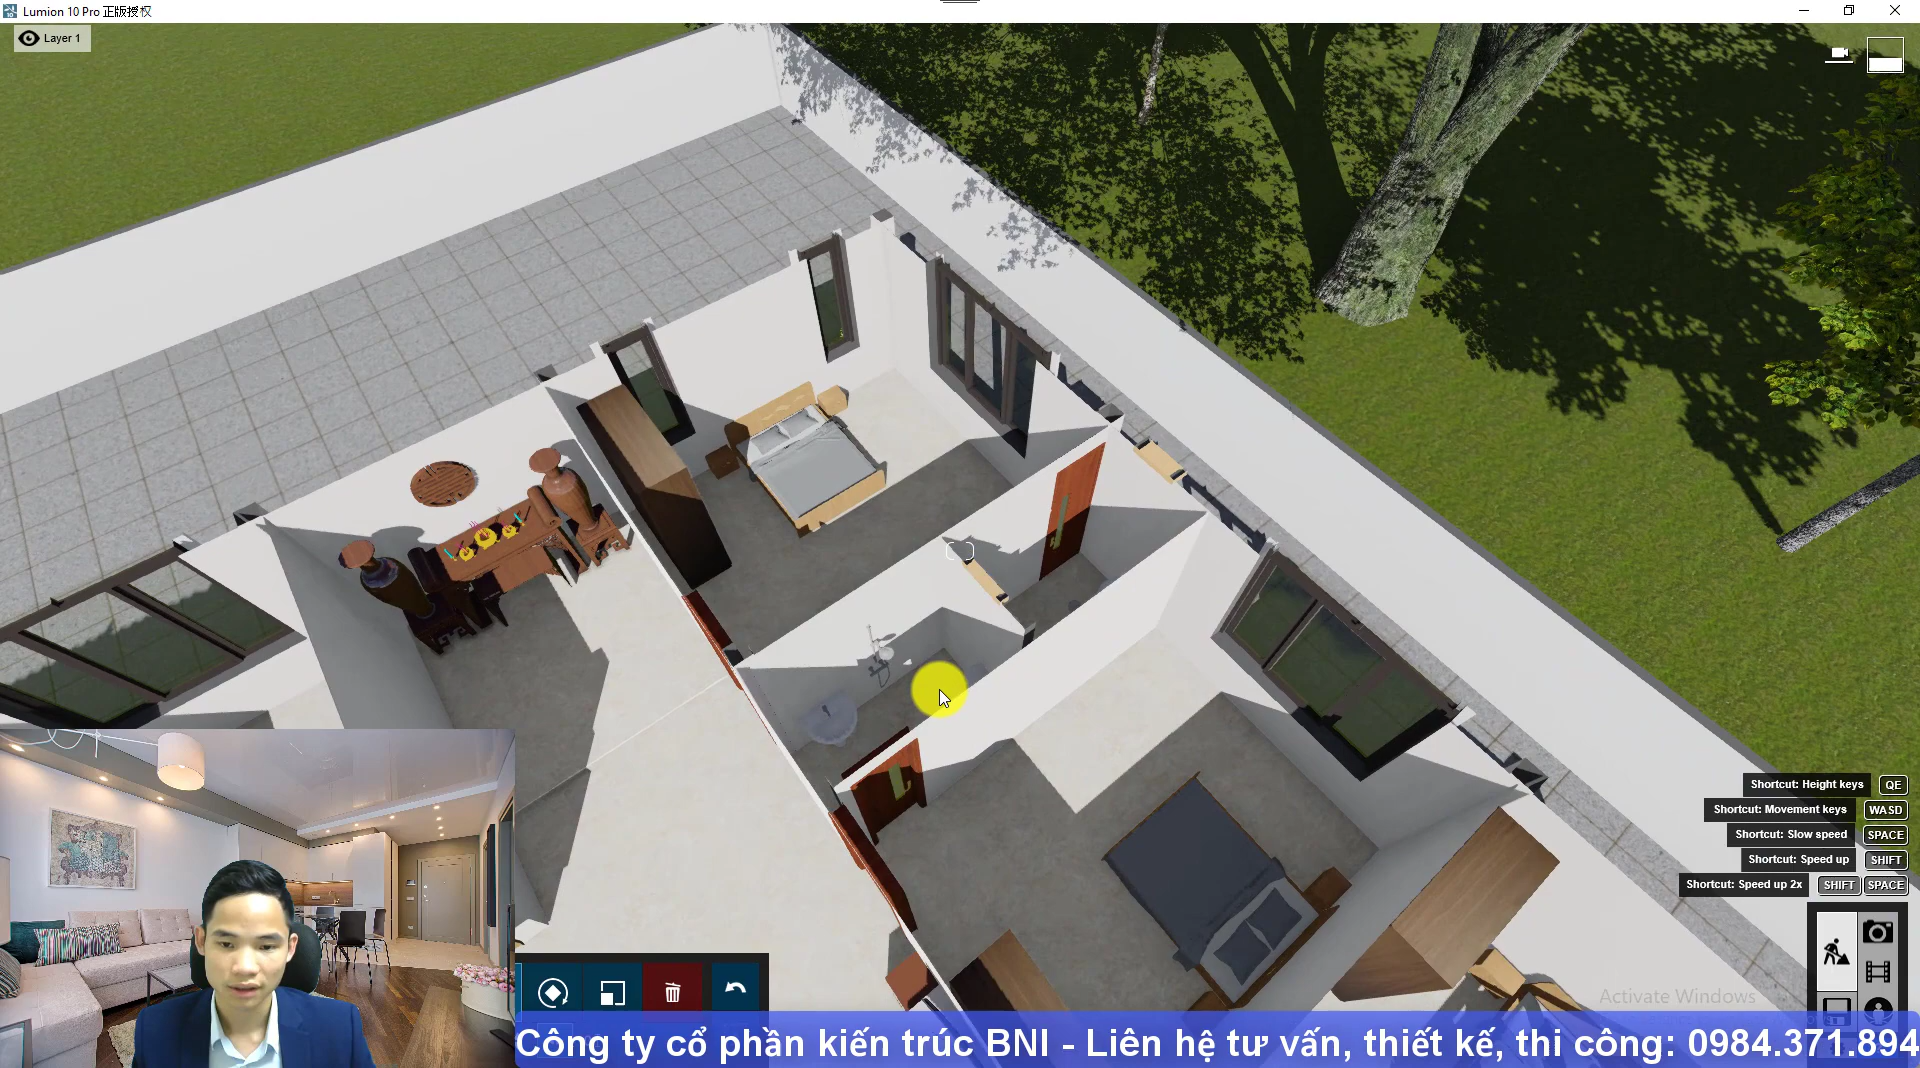 Lumion 10 Pro 正版授权
Layer 1
Shortcut: Height keys QE
Shortcut: Movement keys WASD
Shortcut: Slow speed SPACE
Shortcut: Speed up SHIFT
Shortcut: Speed up 2x SHIFT SPACE
Activate Windows
Công ty cổ phần kiến trúc BNI - Liên hệ tư vấn, thiết kế, thi công: 0984.371.894